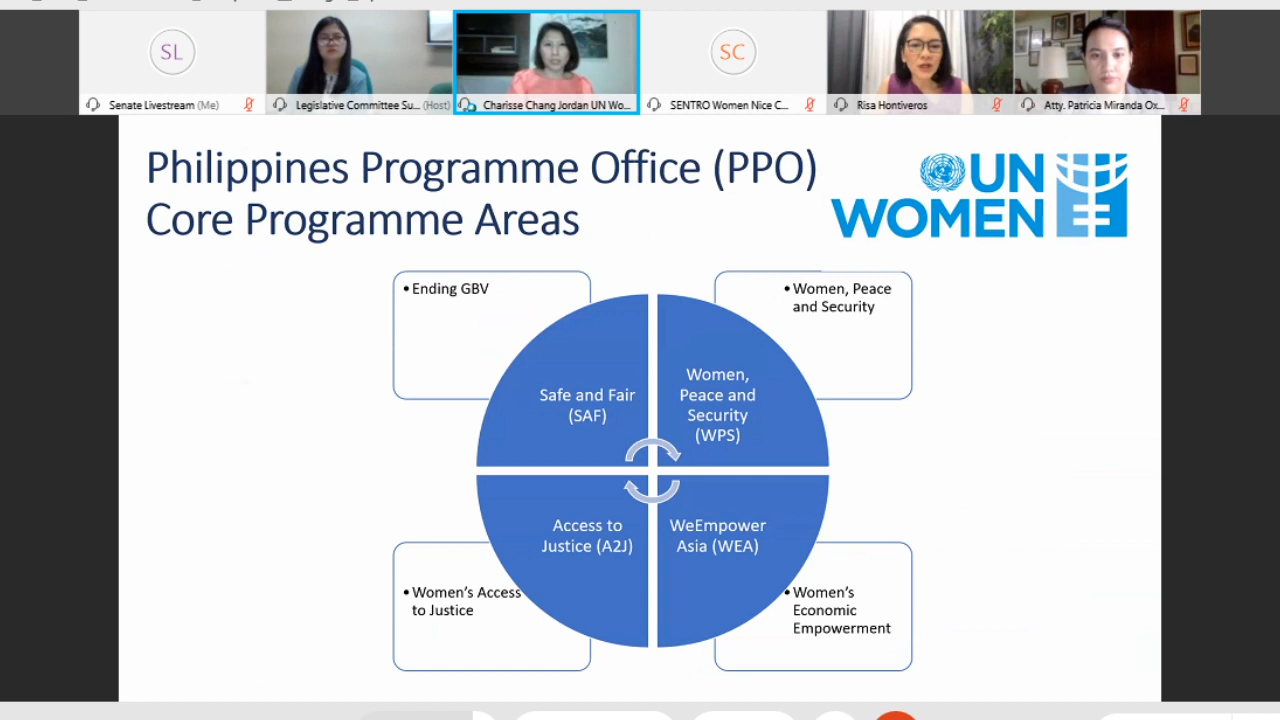 SL
SC
Senate Livestream (Me)
Legislative Committee Su... (Host)
Charisse Chang Jordan UN Wo...
SENTRO Women Nice C...
Risa Hontiveros
Atty. Patricia Miranda Ox...
Philippines Programme Office (PPO)
Core Programme Areas
UN
WOMEN
• Ending GBV
• Women, Peace
and Security
Safe and Fair
(SAF)
Women,
Peace and
Security
(WPS)
Access to
Justice (A2J)
WeEmpower
Asia (WEA)
• Women's Access
to Justice
• Women's
Economic
Empowerment